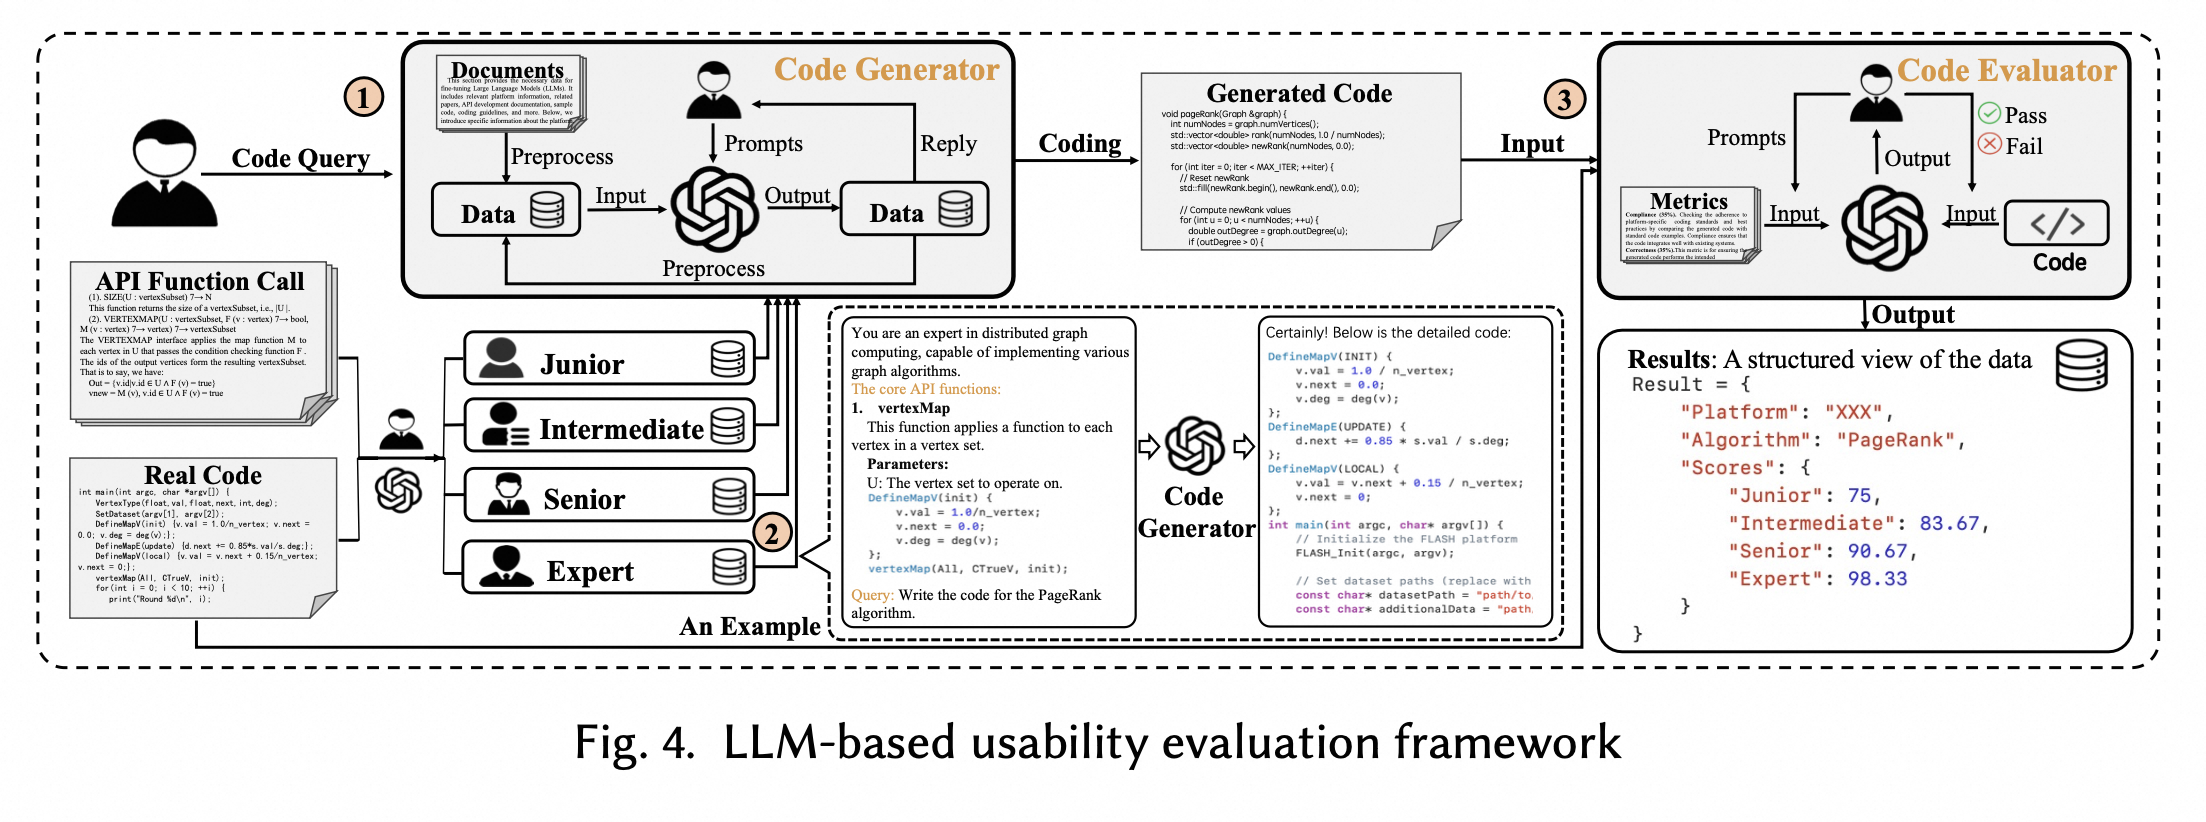 1
Code Query
Documents
This section provides the necessary data for
fine-tuning Large Language Models (LLMs). It
includes relevant platform information, related
papers, API development documentation, sample
code, coding guidelines, and more. Below, we
introduce specific information about the platform
Code Generator
Preprocess
Prompts
Reply
Data
Input
Output
Data
Preprocess
Coding
Generated Code
void pageRank(Graph &graph) {
int numNodes = graph.numVertices();
std::vector<double> rank(numNodes, 1.0 / numNodes);
std::vector<double> newRank(numNodes, 0.0);
for (int iter = 0; iter < MAX_ITER; ++iter) {
// Reset newRank
std::fill(newRank.begin(), newRank.end(), 0.0);
// Compute newRank values
for (int u = 0; u < numNodes; ++u) {
double outDegree = graph.outDegree(u);
if (outDegree > 0) {
3
Input
Code Evaluator
Pass
Fail
Prompts
Output
Metrics
Compliance (35%). Checking the adherence to
platform-specific coding standards and best
practices by comparing the generated code with
standard code examples. Compliance ensures that
the code integrates well with existing systems.
Correctness (35%).This metric is for ensuring the
generated code performs the intended
Input
Input
</>
Code
Output
API Function Call
(1). SIZE(U : vertexSubset) 7→ N
This function returns the size of a vertexSubset, i.e., |U |.
(2). VERTEXMAP(U : vertexSubset, F (v : vertex) 7→ bool,
M (v : vertex) 7→ vertex) 7→ vertexSubset
The VERTEXMAP interface applies the map function M to
each vertex in U that passes the condition checking function F .
The ids of the output vertices form the resulting vertexSubset.
That is to say, we have:
Out = {v.id|v.id ∈ U ∧ F (v) = true}
vnew = M (v), v.id ∈ U ∧ F (v) = true
Real Code
int main(int argc, char *argv[]) {
VertexType(float,val,float,next,int,deg);
SetDataset(argv[1], argv[2]);
DefineMapV(init) {v.val = 1.0/n_vertex; v.next =
0.0; v.deg = deg(v);};
DefineMapE(update) {d.next += 0.85*s.val/s.deg;};
DefineMapV(local) {v.val = v.next + 0.15/n_vertex;
v.next = 0;};
vertexMap(All, CTrueV, init);
for(int i = 0; i < 10; ++i) {
print("Round %d\n", i);
Junior
Intermediate
Senior
Expert
2
An Example
You are an expert in distributed graph
computing, capable of implementing various
graph algorithms.
The core API functions:
1. vertexMap
This function applies a function to each
vertex in a vertex set.
Parameters:
U: The vertex set to operate on.
DefineMapV(init) {
v.val = 1.0/n_vertex;
v.next = 0.0;
v.deg = deg(v);
};
vertexMap(All, CTrueV, init);
Query: Write the code for the PageRank
algorithm.
Code
Generator
Certainly! Below is the detailed code:
DefineMapV(INIT) {
v.val = 1.0 / n_vertex;
v.next = 0.0;
v.deg = deg(v);
};
DefineMapE(UPDATE) {
d.next += 0.85 * s.val / s.deg;
};
DefineMapV(LOCAL) {
v.val = v.next + 0.15 / n_vertex;
v.next = 0;
};
int main(int argc, char* argv[]) {
// Initialize the FLASH platform
FLASH_Init(argc, argv);
// Set dataset paths (replace with
const char* datasetPath = "path/to.
const char* additionalData = "path.
Results: A structured view of the data
Result = {
"Platform": "XXX",
"Algorithm": "PageRank",
"Scores": {
"Junior": 75,
"Intermediate": 83.67,
"Senior": 90.67,
"Expert": 98.33
}
}
Fig. 4. LLM-based usability evaluation framework